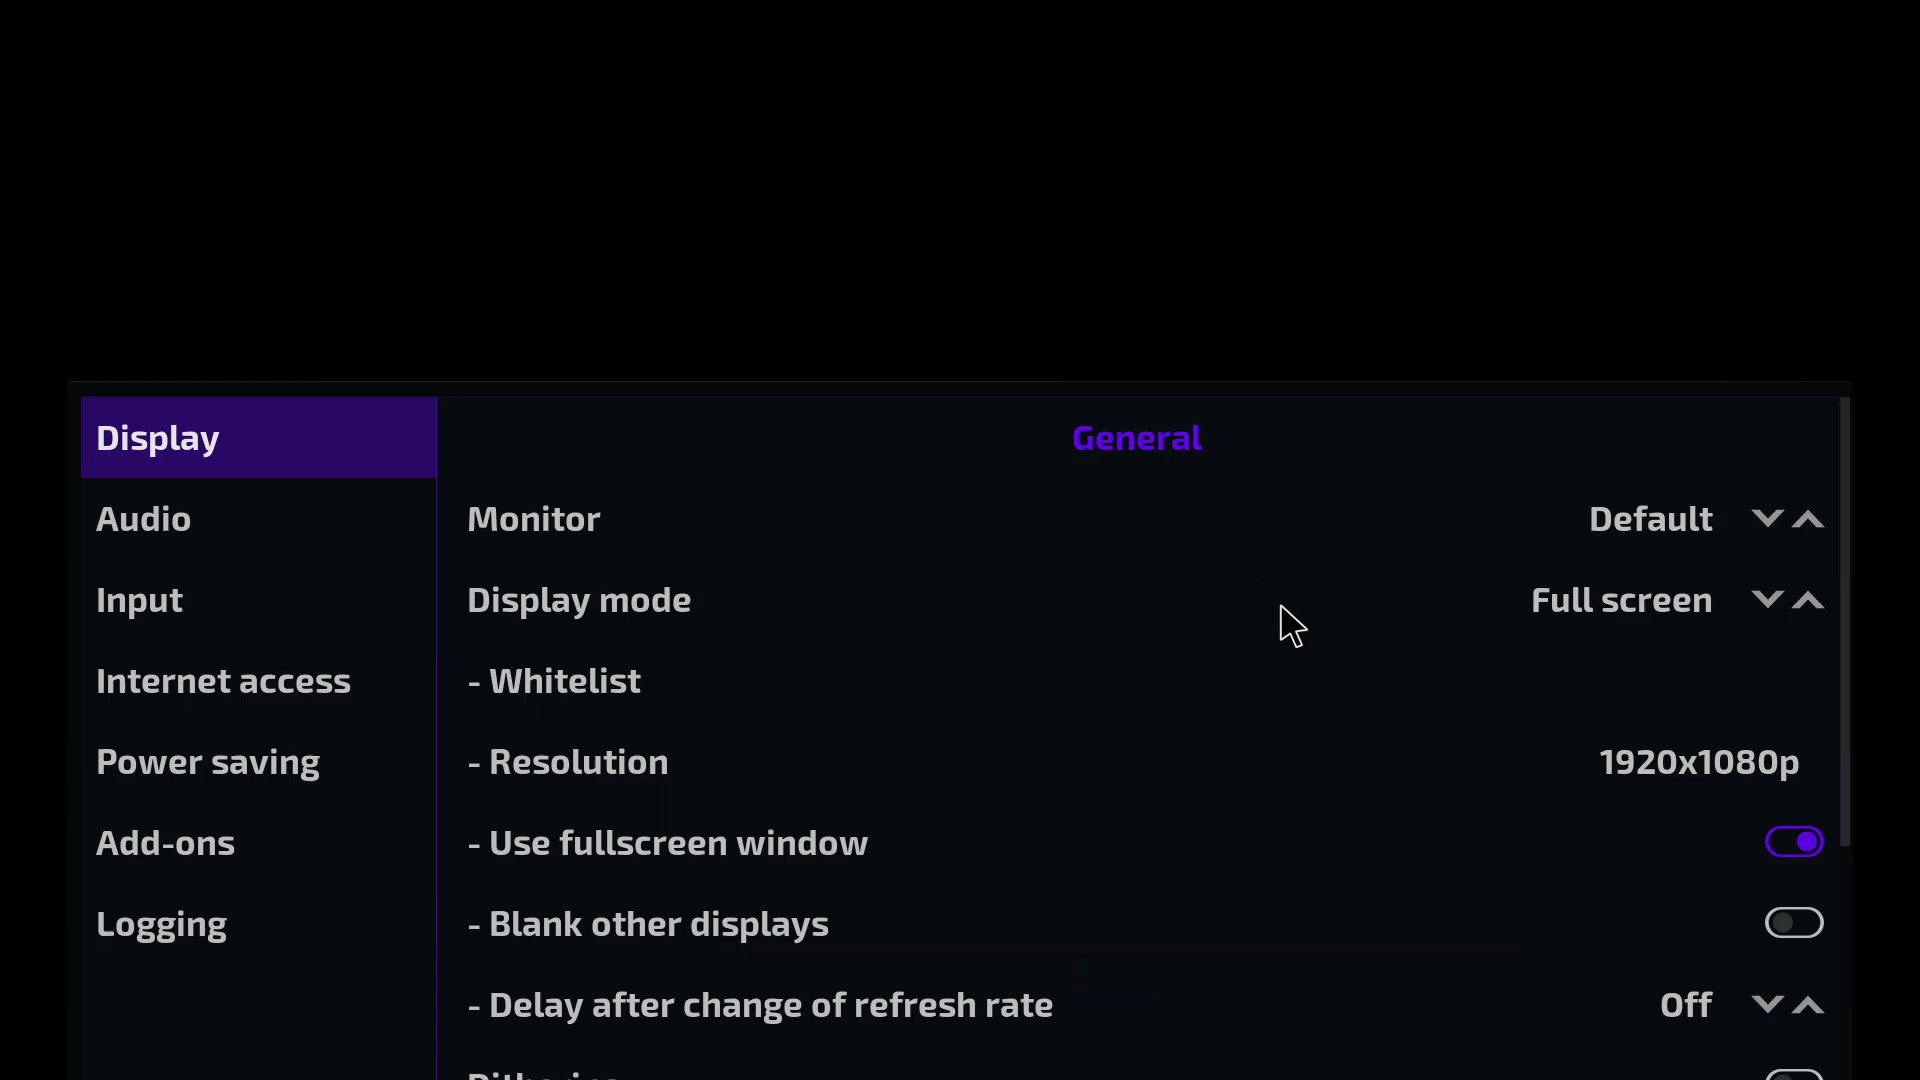 Display
General
Audio
Monitor
Default
Input
Display mode
Full screen
Internet access
- Whitelist
Power saving
- Resolution
1920x1080p
Add-ons
- Use fullscreen window
Logging
- Blank other displays
- Delay after change of refresh rate
Off